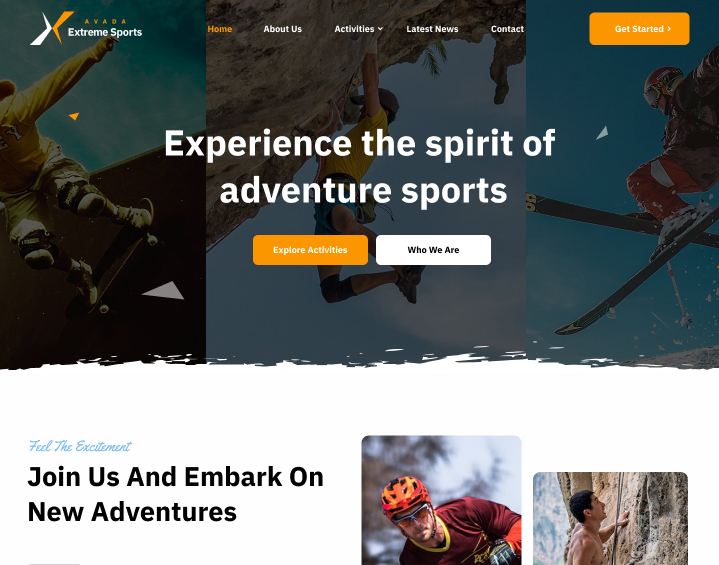 AVADA
Extreme Sports
Home
About Us
Activities
Latest News
Contact
Get Started
Experience the spirit of
adventure sports
Explore Activities
Who We Are
Feel The Excitement
Join Us And Embark On
New Adventures